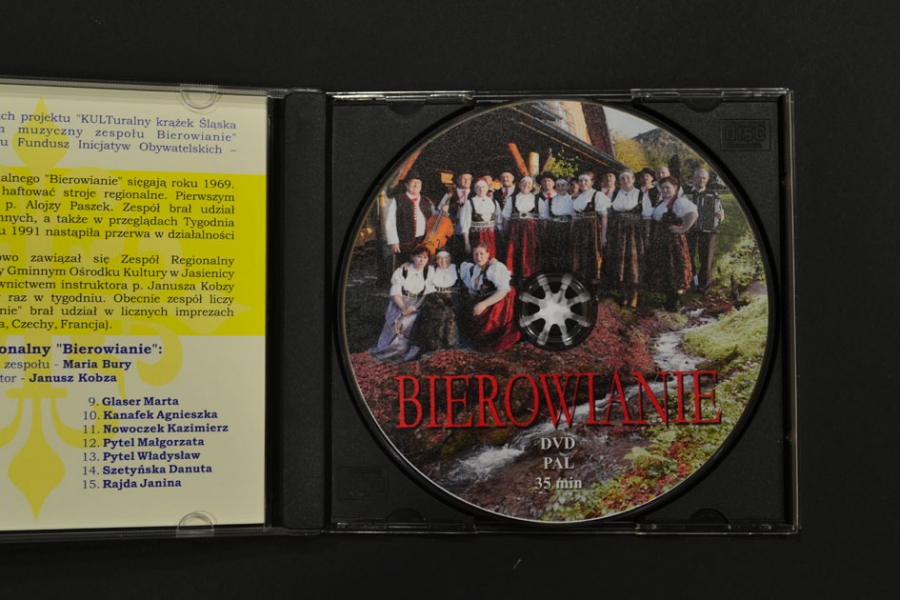 ch projektu "KULTuralny krążek Śląska
m muzyczny zespołu Bierowianie"
u Fundusz Inicjatyw Obywatelskich –
alnego "Bierowianie" sięgają roku 1969.
haftować stroje regionalne. Pierwszym
p. Alojzy Paszek. Zespół brał udział
nnych, a także w przeglądach Tygodnia
u 1991 nastąpiła przerwa w działalności
owo zawiązał się Zespół Regionalny
y Gminnym Ośrodku Kultury w Jasienicy
wnictwem instruktora p. Janusza Kobzy
raz w tygodniu. Obecnie zespół liczy
nie" brał udział w licznych imprezach
a, Czechy, Francja).
onalny "Bierowianie":
zespołu - Maria Bury
tor - Janusz Kobza
9. Glaser Marta
10. Kanafek Agnieszka
11. Nowoczek Kazimierz
12. Pytel Małgorzata
13. Pytel Władysław
14. Szetyńska Danuta
15. Rajda Janina
BIEROWIANIE
DVD
PAL
35 min